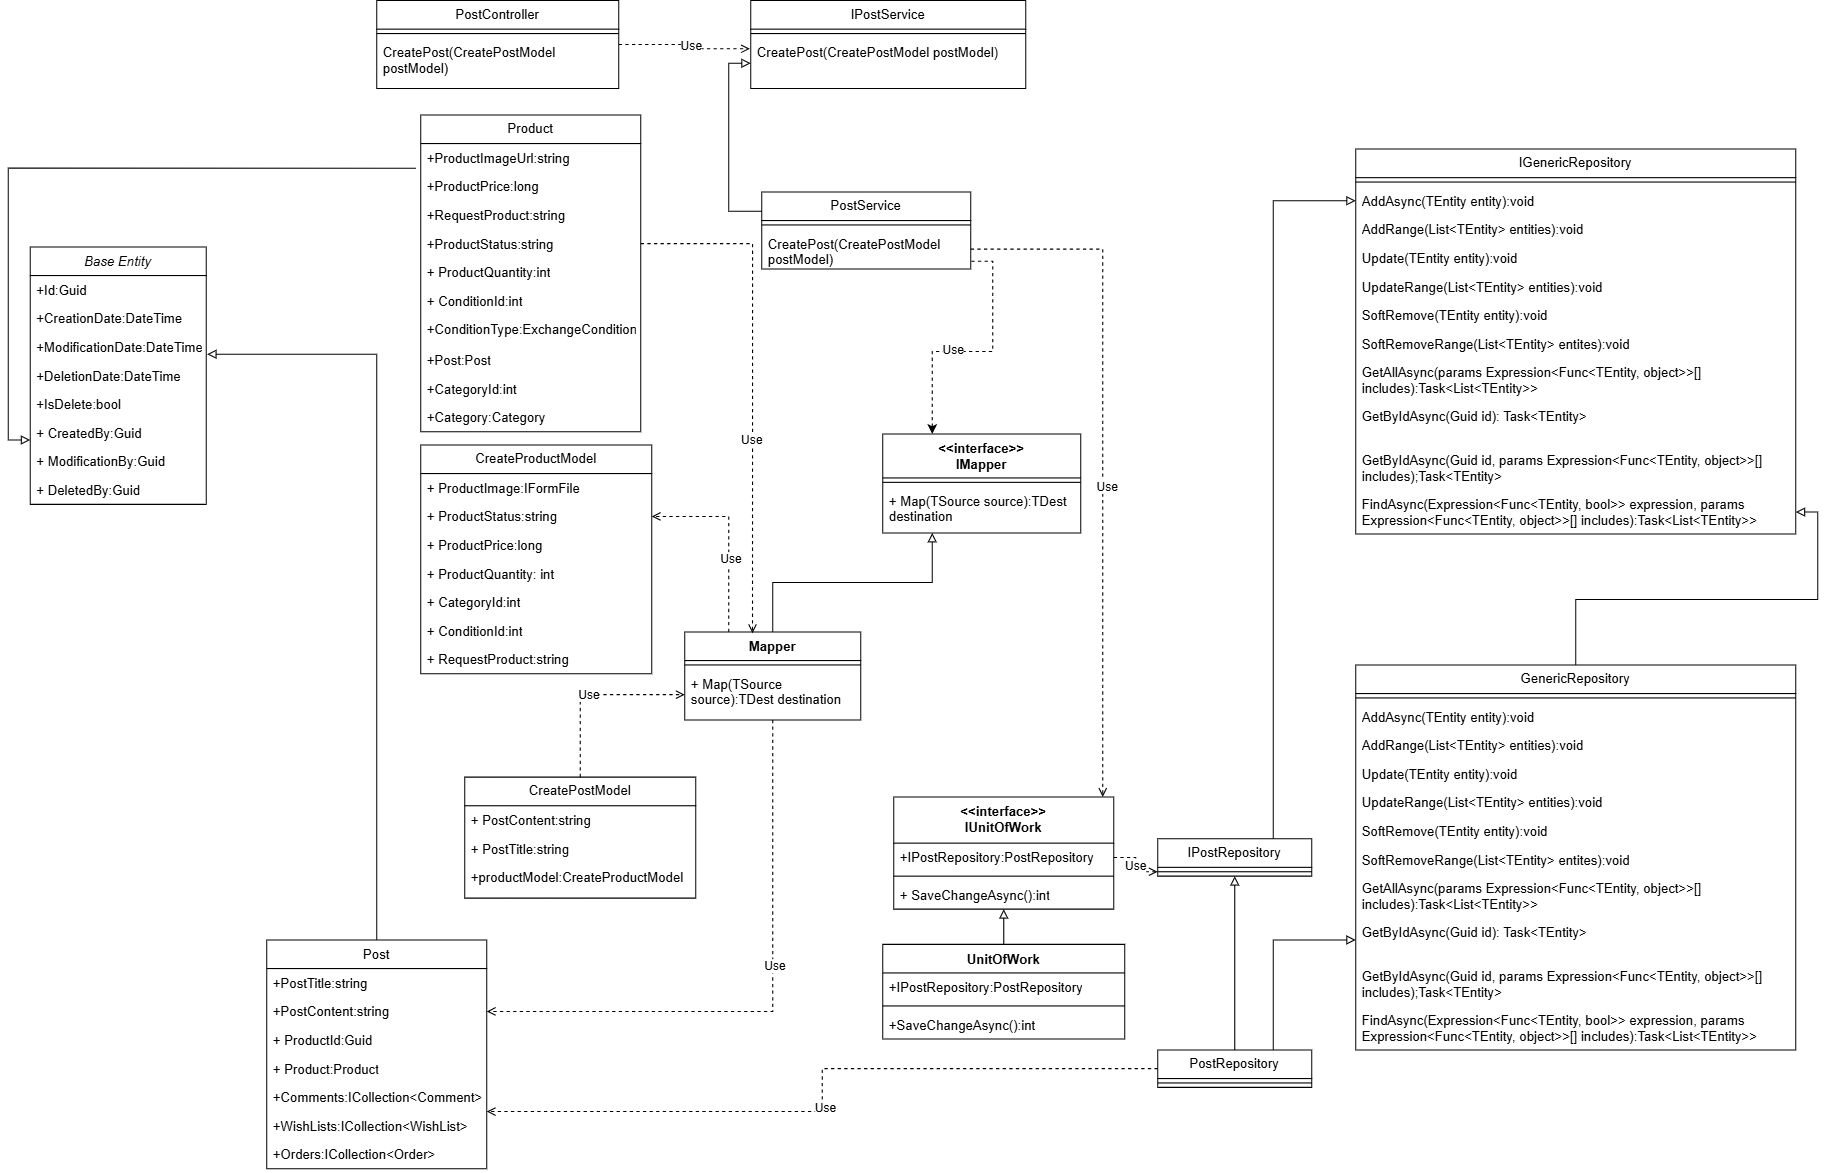 PostController
CreatePost(CreatePostModel
postModel)
Use
IPostService
CreatePost(CreatePostModel postModel)
Product
+ProductImageUrl:string
+ProductPrice:long
+RequestProduct:string
+ProductStatus:string
+ ProductQuantity:int
+ ConditionId:int
+ConditionType:ExchangeCondition
+Post:Post
+CategoryId:int
+Category:Category
PostService
CreatePost(CreatePostModel
postModel)
IGenericRepository
AddAsync(TEntity entity):void
AddRange(List<TEntity> entities):void
Update(TEntity entity):void
UpdateRange(List<TEntity> entities):void
SoftRemove(TEntity entity):void
SoftRemoveRange(List<TEntity> entites):void
GetAllAsync(params Expression<Func<TEntity, object>>[]
includes):Task<List<TEntity>>
GetByIdAsync(Guid id): Task<TEntity>
GetByIdAsync(Guid id, params Expression<Func<TEntity, object>>[]
includes);Task<TEntity>
FindAsync(Expression<Func<TEntity, bool>> expression, params
Expression<Func<TEntity, object>>[] includes):Task<List<TEntity>>
Base Entity
+Id:Guid
+CreationDate:DateTime
+ModificationDate:DateTime
+DeletionDate:DateTime
+IsDelete:bool
+ CreatedBy:Guid
+ ModificationBy:Guid
+ DeletedBy:Guid
Use
Use
Use
<<interface>>
IMapper
+ Map(TSource source):TDest
destination
CreateProductModel
+ ProductImage:IFormFile
+ ProductStatus:string
+ ProductPrice:long
+ ProductQuantity: int
+ CategoryId:int
+ ConditionId:int
+ RequestProduct:string
Use
Mapper
+ Map(TSource
source):TDest destination
Use
GenericRepository
AddAsync(TEntity entity):void
AddRange(List<TEntity> entities):void
Update(TEntity entity):void
UpdateRange(List<TEntity> entities):void
SoftRemove(TEntity entity):void
SoftRemoveRange(List<TEntity> entites):void
GetAllAsync(params Expression<Func<TEntity, object>>[]
includes):Task<List<TEntity>>
GetByIdAsync(Guid id): Task<TEntity>
GetByIdAsync(Guid id, params Expression<Func<TEntity, object>>[]
includes);Task<TEntity>
FindAsync(Expression<Func<TEntity, bool>> expression, params
Expression<Func<TEntity, object>>[] includes):Task<List<TEntity>>
CreatePostModel
+ PostContent:string
+ PostTitle:string
+productModel:CreateProductModel
<<interface>>
IUnitOfWork
+IPostRepository:PostRepository
+ SaveChangeAsync():int
Use
IPostRepository
UnitOfWork
+IPostRepository:PostRepository
+SaveChangeAsync():int
Use
Post
+PostTitle:string
+PostContent:string
+ ProductId:Guid
+ Product:Product
+Comments:ICollection<Comment>
+WishLists:ICollection<WishList>
+Orders:ICollection<Order>
PostRepository
Use